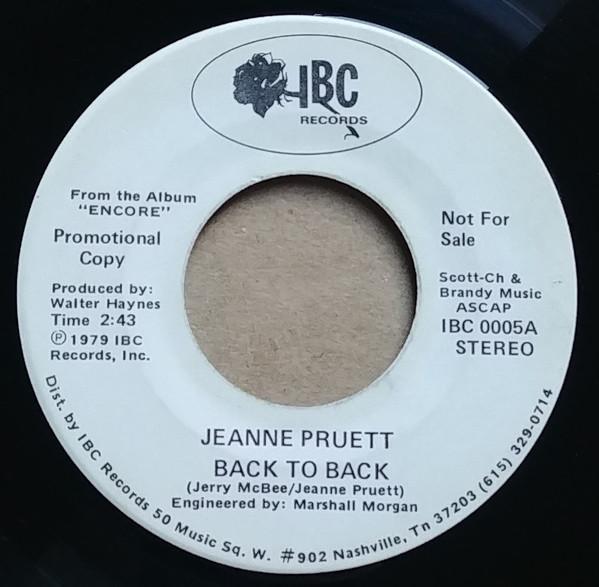 IBC
RECORDS
From the Album
"ENCORE"
Promotional
Copy
Produced by:
Walter Haynes
Time 2:43
℗1979 IBC
Records, Inc.
Not For
Sale
Scott-Ch &
Brandy Music
ASCAP
IBC 0005A
STEREO
JEANNE PRUETT
BACK TO BACK
(Jerry McBee/Jeanne Pruett)
Engineered by: Marshall Morgan
Dist. by IBC Records 50 Music Sq. W. #902 Nashville, Tn 37203 (615) 329-0714